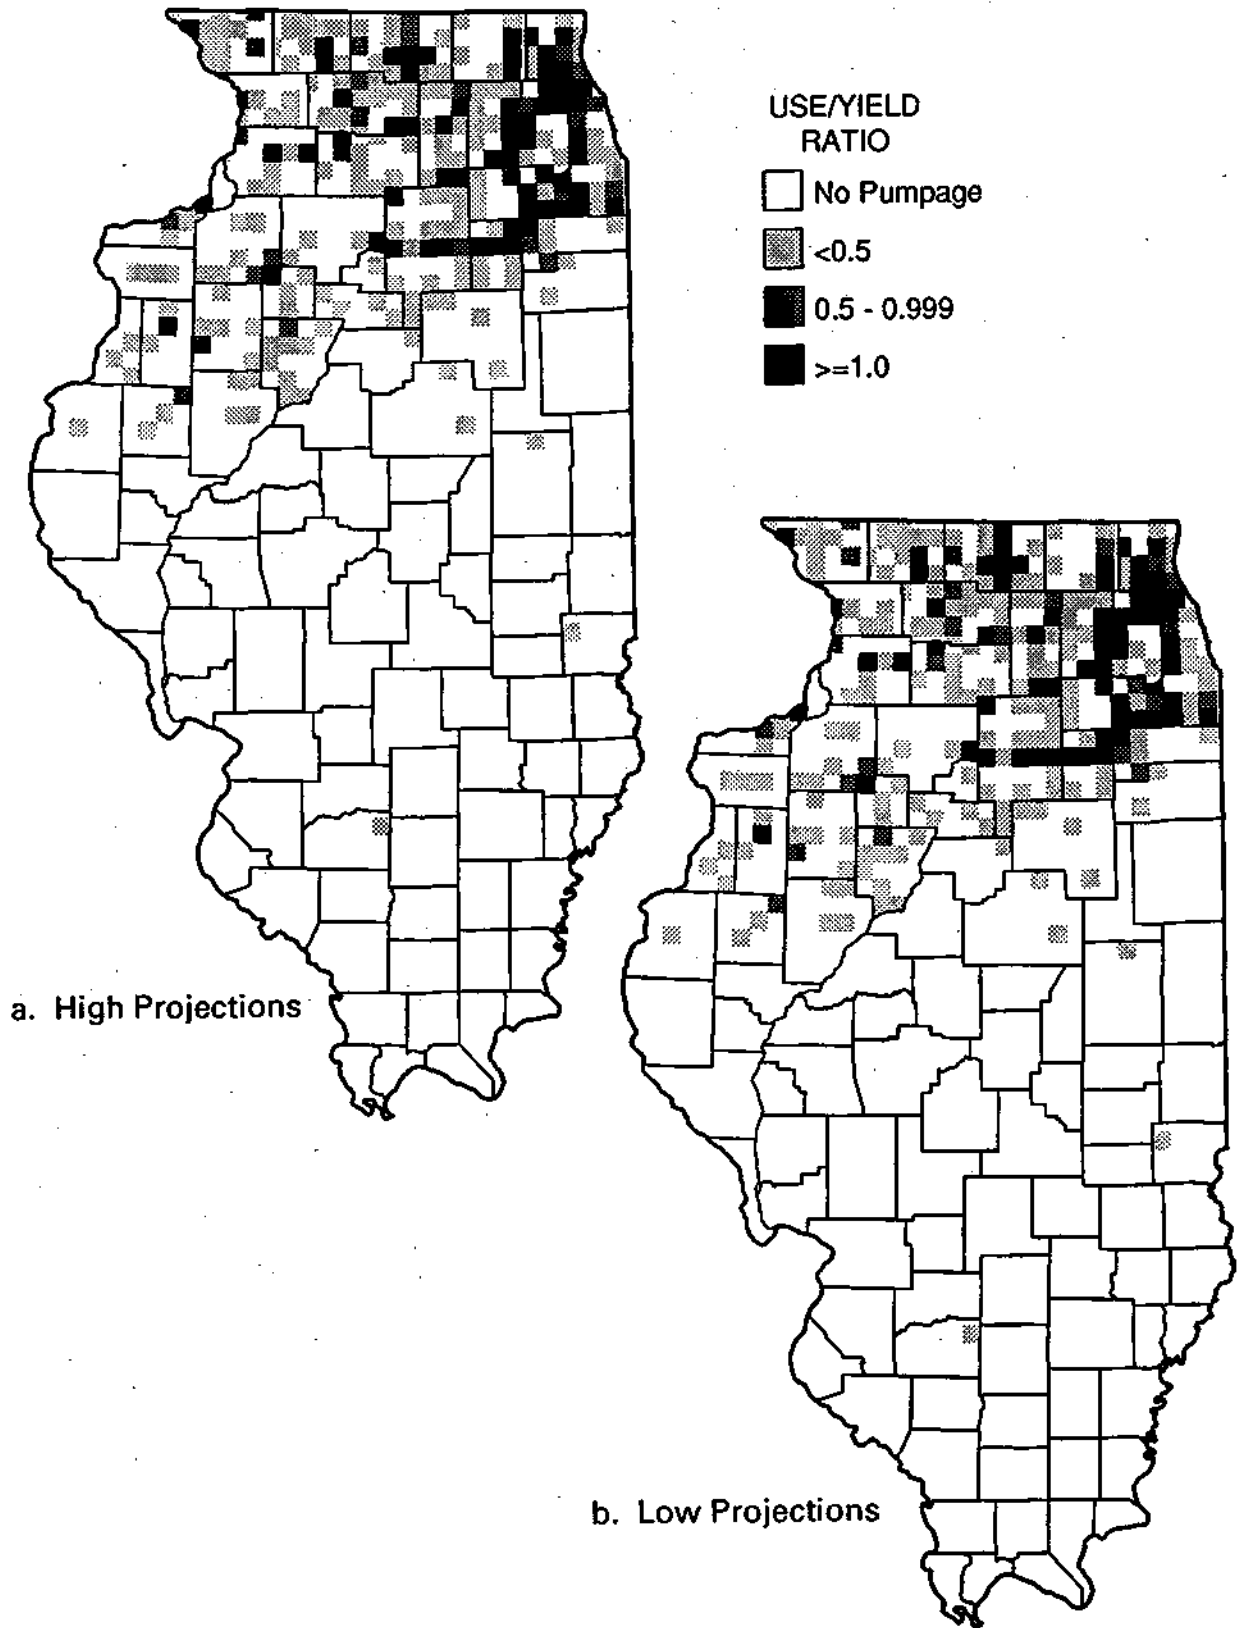 USE/YIELD
RATIO
No Pumpage
<0.5
0.5 - 0.999
>=1.0
a. High Projections
b. Low Projections